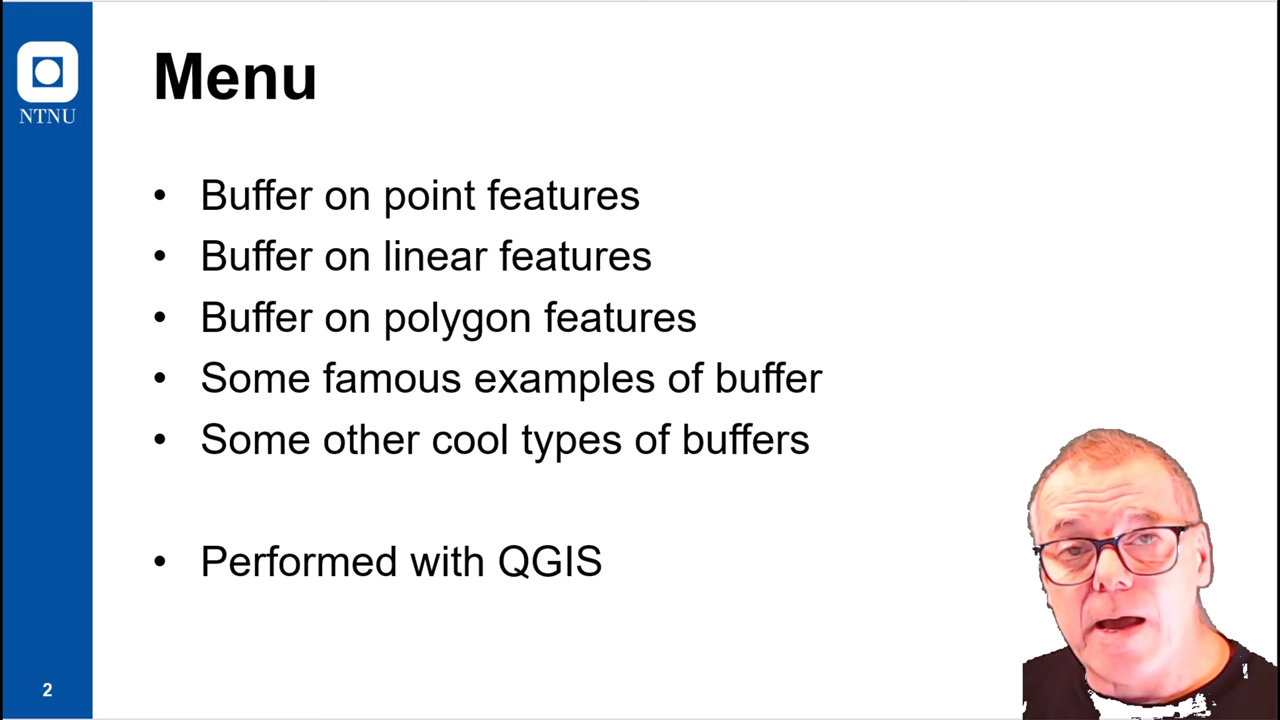 Menu
NTNU
• Buffer on point features
• Buffer on linear features
• Buffer on polygon features
• Some famous examples of buffer
• Some other cool types of buffers
• Performed with QGIS
2